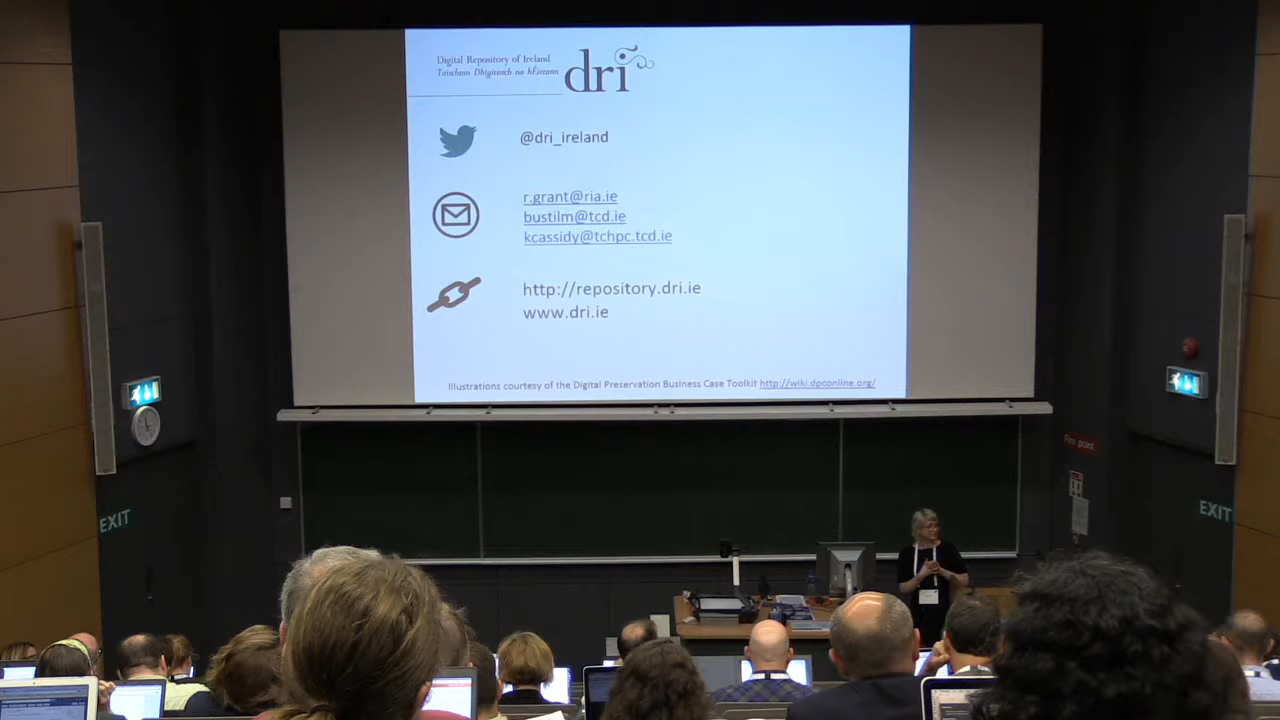 Digital Repository of Ireland
Taisclann Dhigiteach na hÉireann
dri
@dri_ireland
r.grant@ria.ie
bustilm@tcd.ie
kcassidy@tchpc.tcd.ie
http://repository.dri.ie
www.dri.ie
Illustrations courtesy of the Digital Preservation Business Case Toolkit http://wiki.dpconline.org/
Fire point
EXIT
EXIT